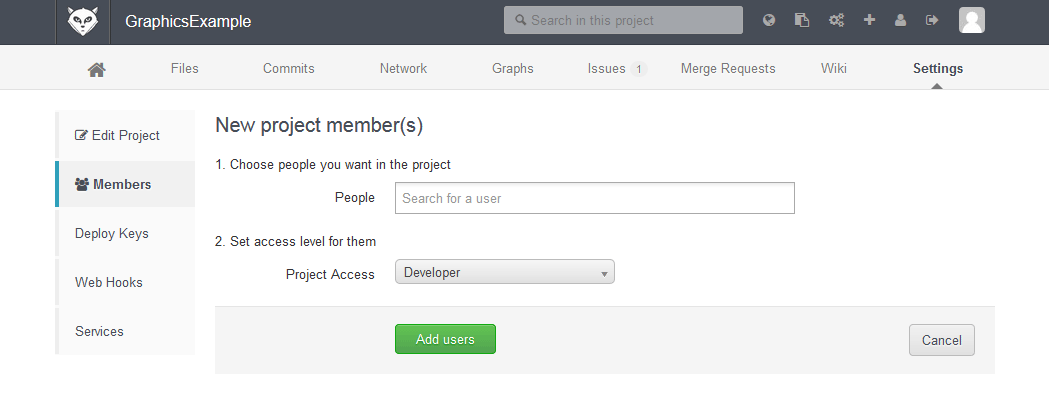 GraphicsExample
Search in this project
Files
Commits
Network
Graphs
Issues 1
Merge Requests
Wiki
Settings
Edit Project
Members
Deploy Keys
Web Hooks
Services
New project member(s)
1. Choose people you want in the project
People
Search for a user
2. Set access level for them
Project Access
Developer
Add users
Cancel